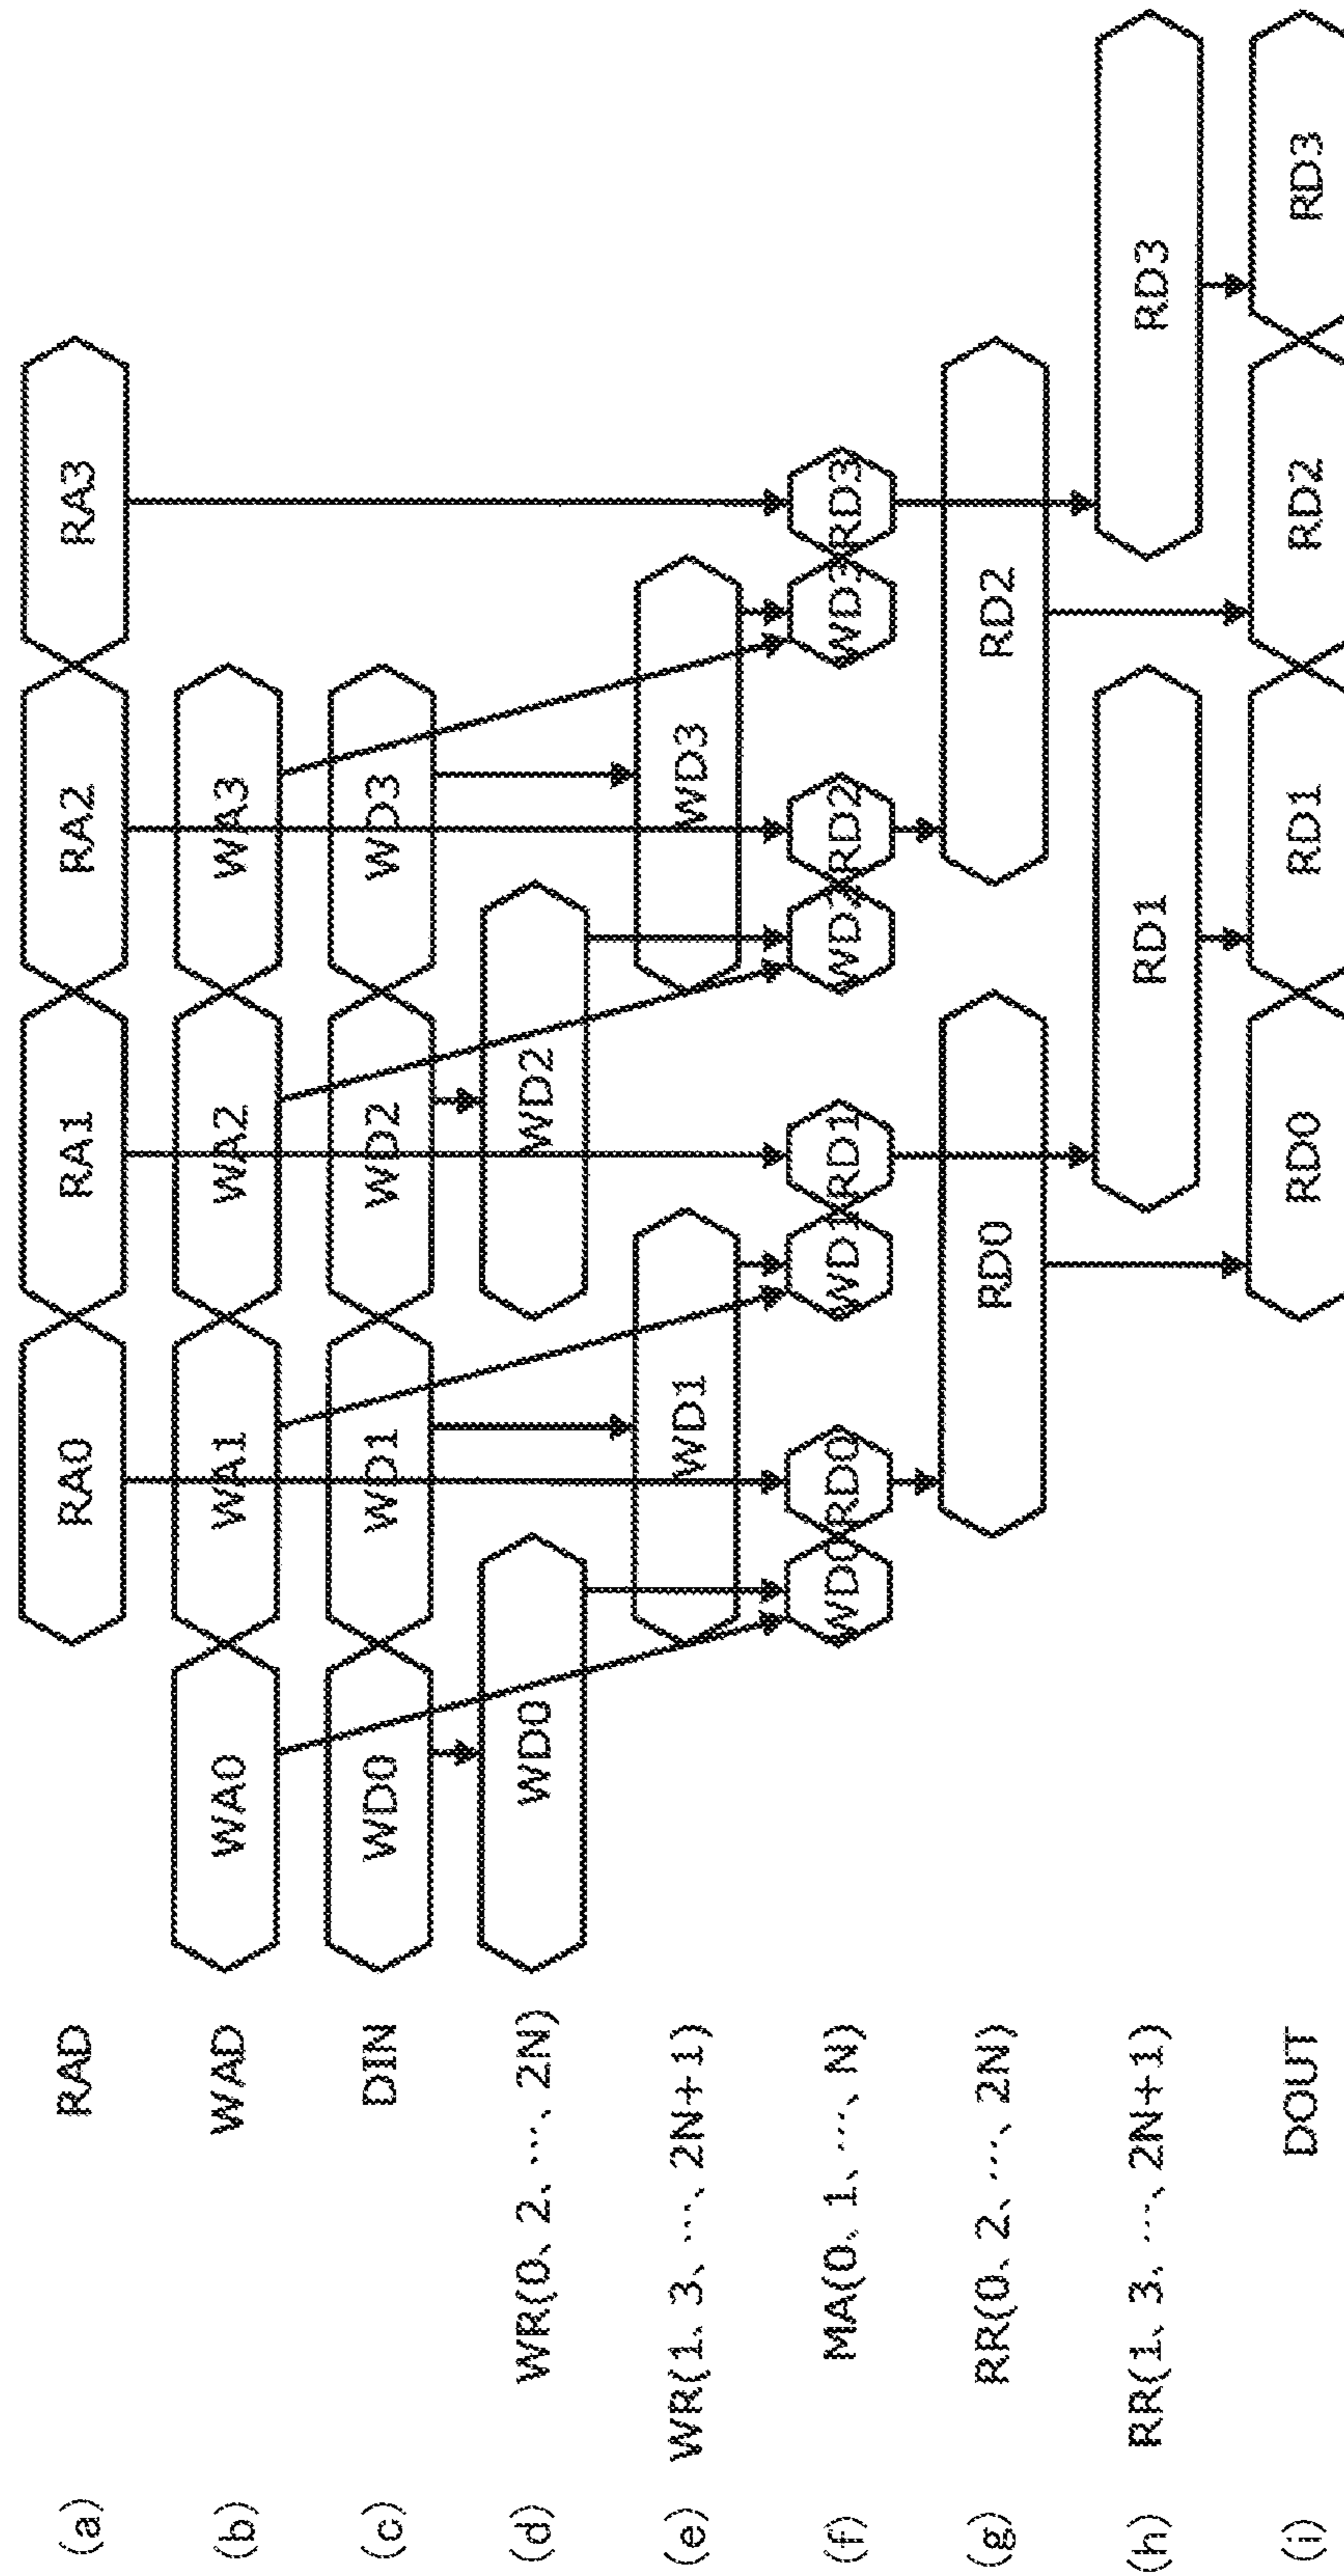 (a) RAD RA0 RA1 RA2 RA3
(b) WAD WA0 WA1 WA2 WA3
(c) DIN WD0 WD1 WD2 WD3
(d) WR(0、2、…、2N) WD0 WD2
(e) WR(1、3、…、2N+1) WD1 WD3
(f) MA(0、1、…、N) WD0 RD0 WD1 RD1 WD2 RD2 WD3 RD3
(g) RR(0、2、…、2N) RD0 RD2
(h) RR(1、3、…、2N+1) RD1 RD3
(i) DOUT RD0 RD1 RD2 RD3